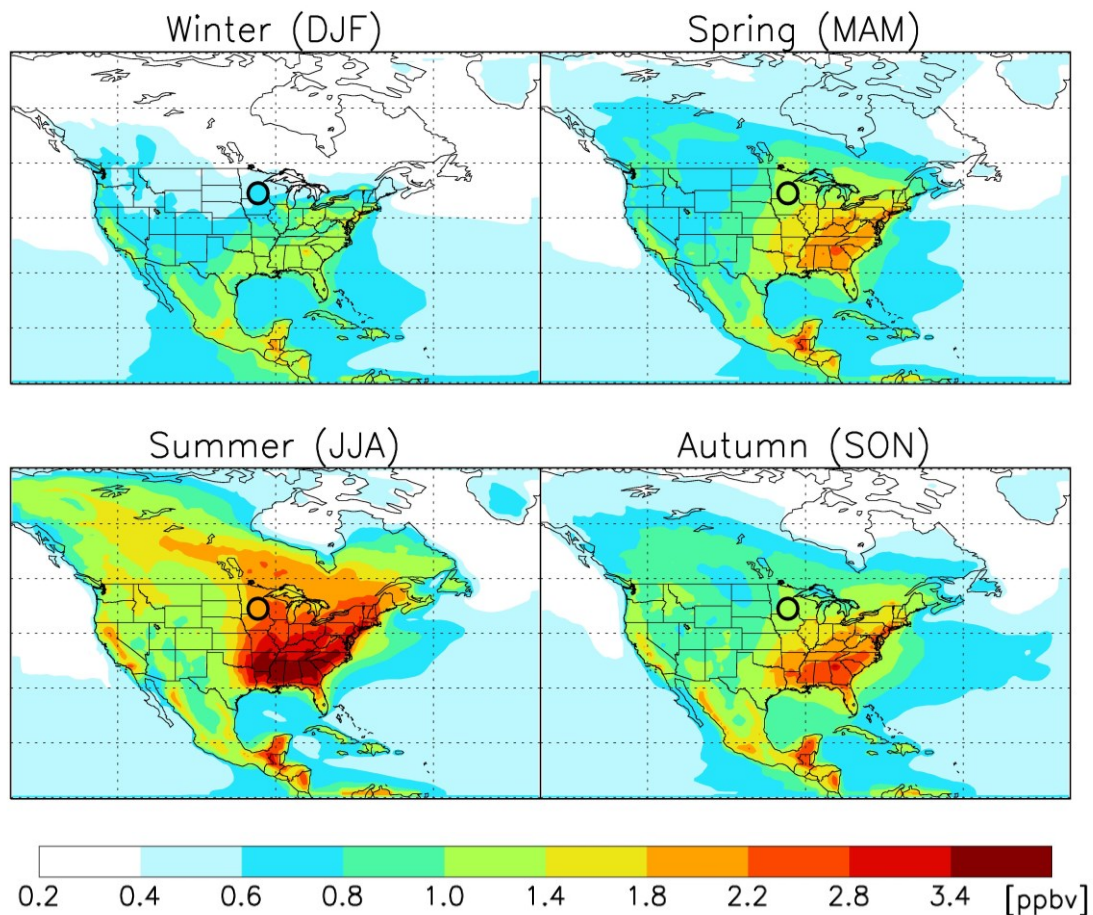 Winter (DJF) Spring (MAM)
Summer (JJA) Autumn (SON)
0.2 0.4 0.6 0.8 1.0 1.4 1.8 2.2 2.8 3.4 [ppbv]